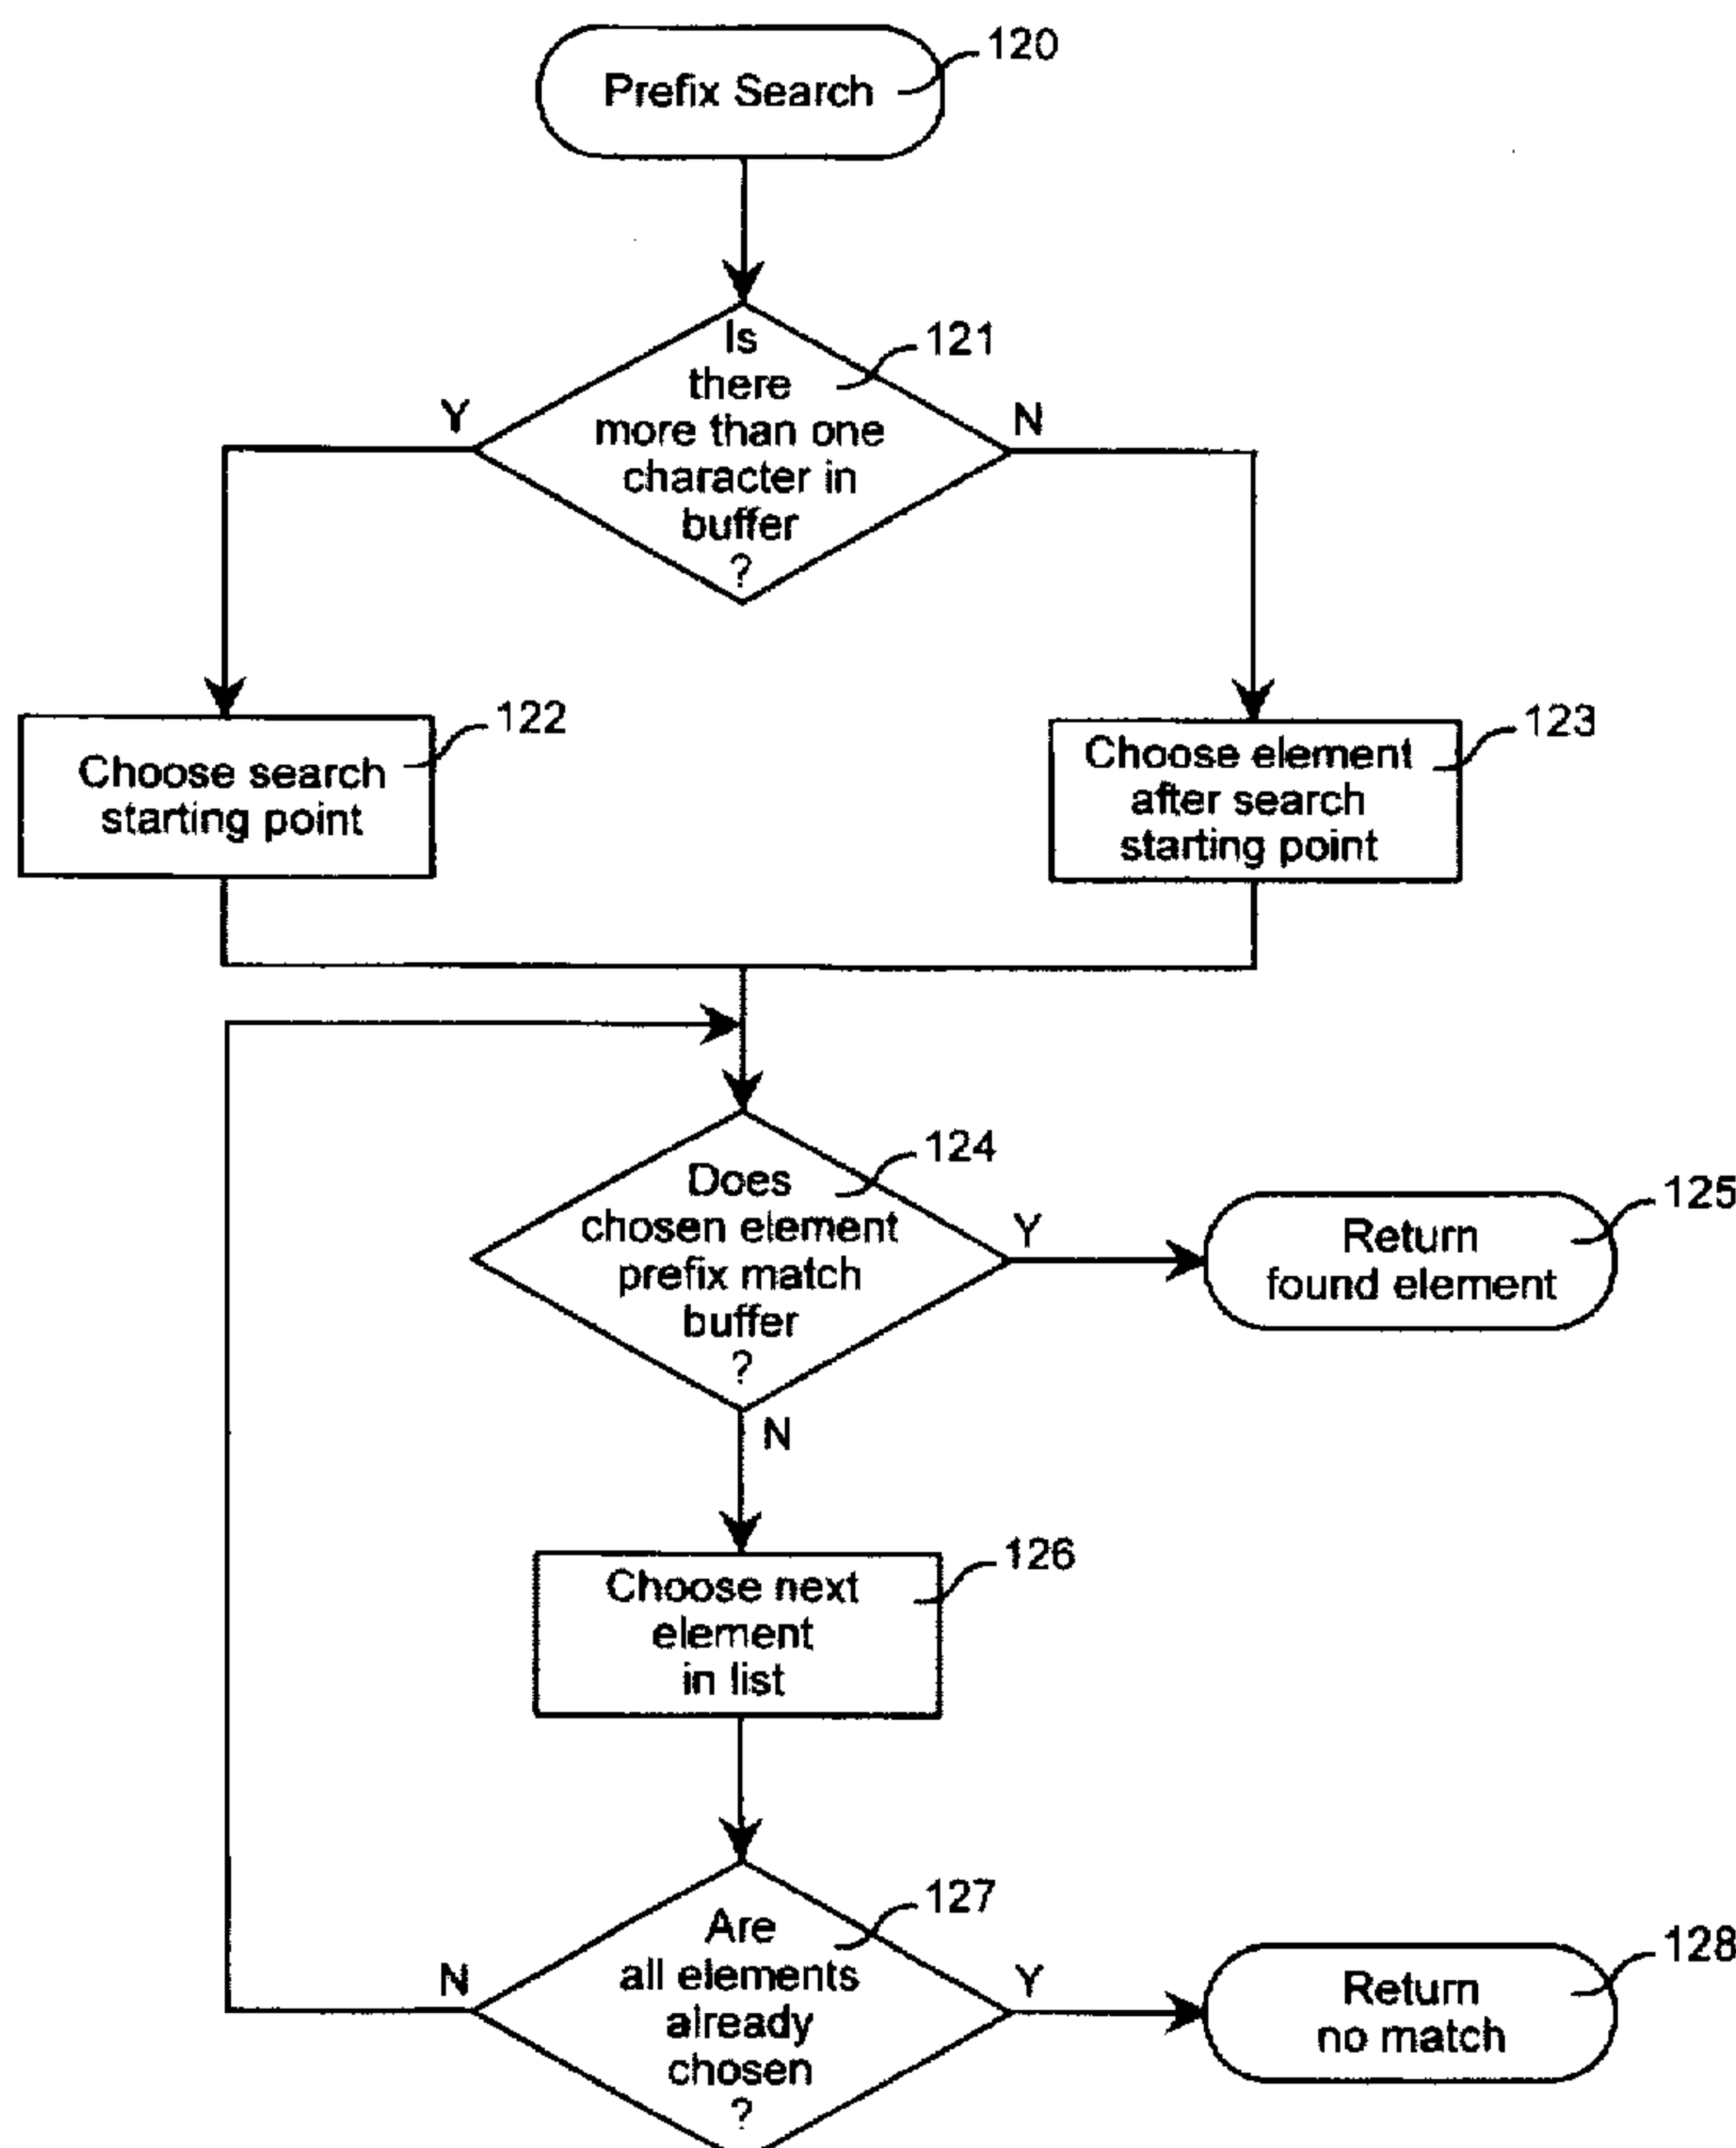 120
Prefix Search
121
Is
there
more than one
character in
buffer
?
Y
N
122
Choose search
starting point
123
Choose element
after search
starting point
124
Does
chosen element
prefix match
buffer
?
Y
N
125
Return
found element
126
Choose next
element
in list
127
Are
all elements
already
chosen
?
N
Y
128
Return
no match